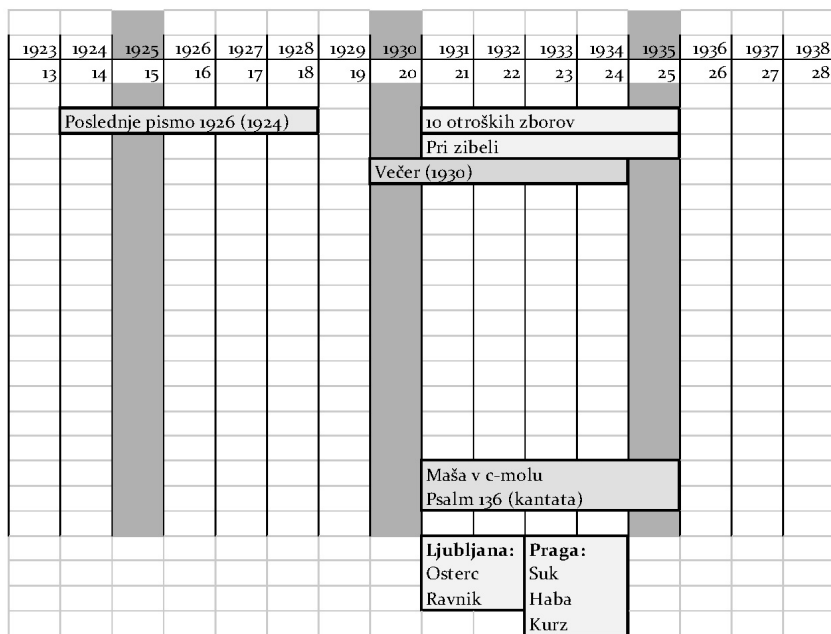 1923 1924 1925 1926 1927 1928 1929 1930 1931 1932 1933 1934 1935 1936 1937 1938
13 14 15 16 17 18 19 20 21 22 23 24 25 26 27 28
Poslednje pismo 1926 (1924)
10 otroških zborov
Pri zibeli
Večer (1930)
Maša v c-molu
Psalm 136 (kantata)
Ljubljana:
Osterc
Ravnik
Praga:
Suk
Haba
Kurz